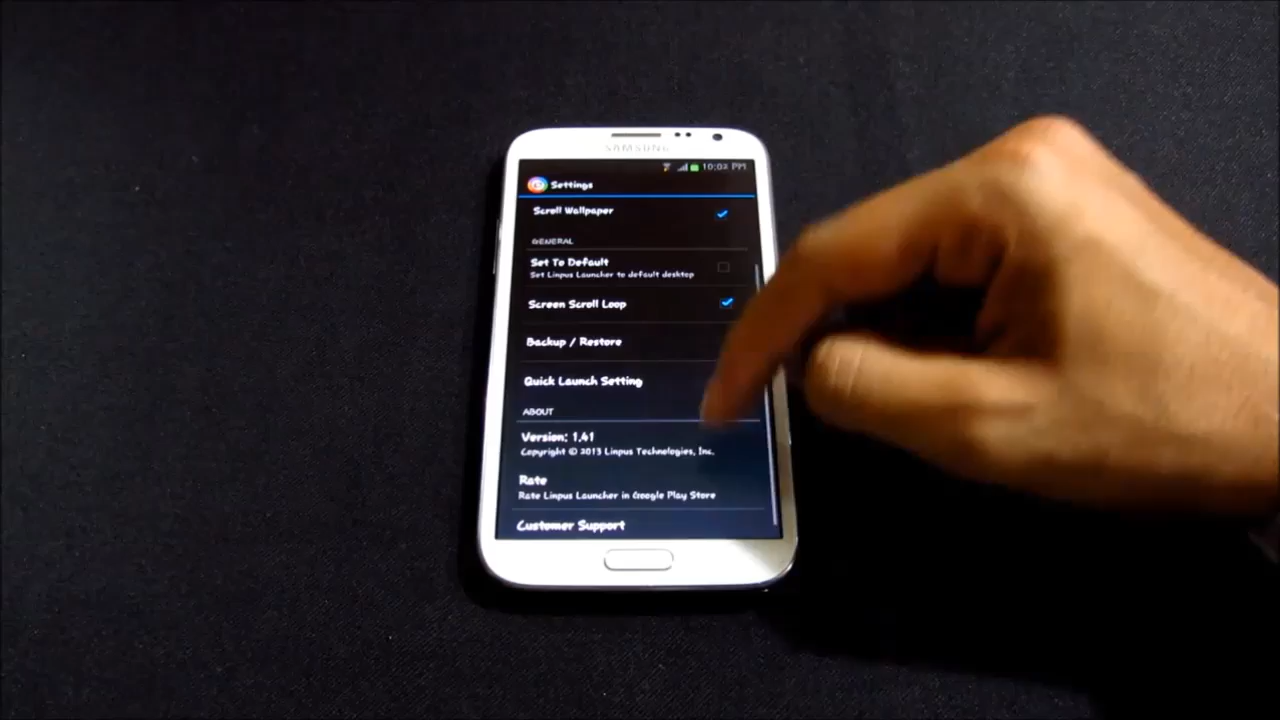 SAMSUNG
10:02 PM
Settings
Scroll Wallpaper
GENERAL
Set To Default
Set Linpus Launcher to default desktop
Screen Scroll Loop
Backup / Restore
Quick Launch Setting
ABOUT
Version: 1.41
Copyright © 2013 Linpus Technologies, Inc.
Rate
Rate Linpus Launcher in Google Play Store
Customer Support